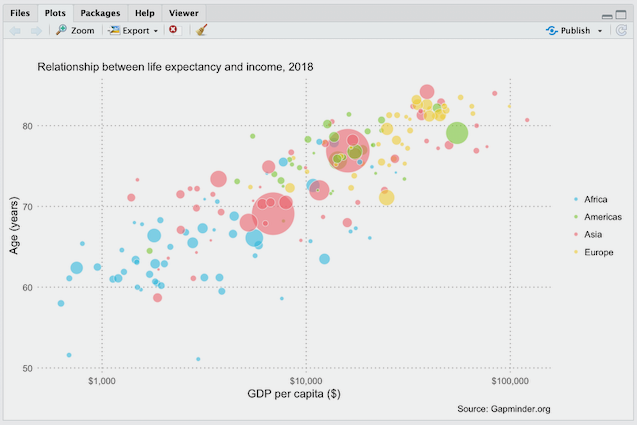 Files Plots Packages Help Viewer
Zoom Export Publish
Relationship between life expectancy and income, 2018
80
70
60
50
Age (years)
$1,000 $10,000 $100,000
GDP per capita ($)
Africa
Americas
Asia
Europe
Source: Gapminder.org